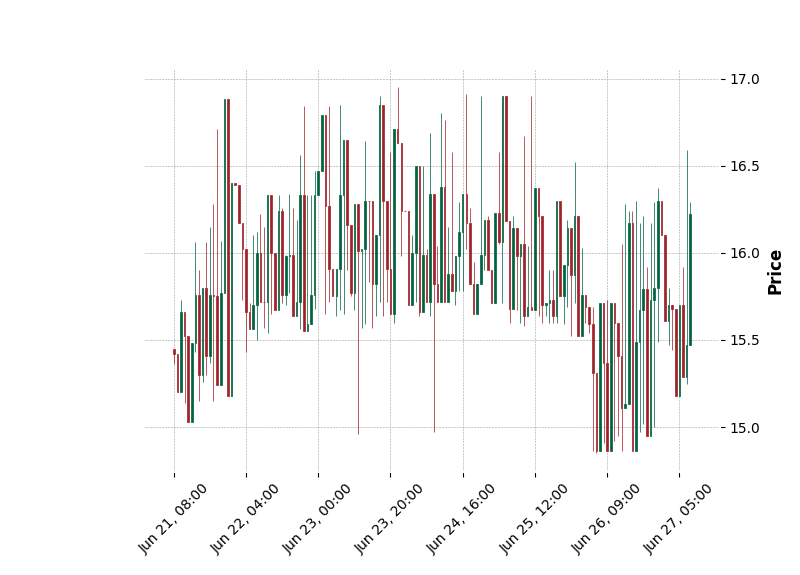 17.0
16.5
16.0
15.5
15.0
Price
Jun 21, 08:00
Jun 22, 04:00
Jun 23, 00:00
Jun 23, 20:00
Jun 24, 16:00
Jun 25, 12:00
Jun 26, 09:00
Jun 27, 05:00